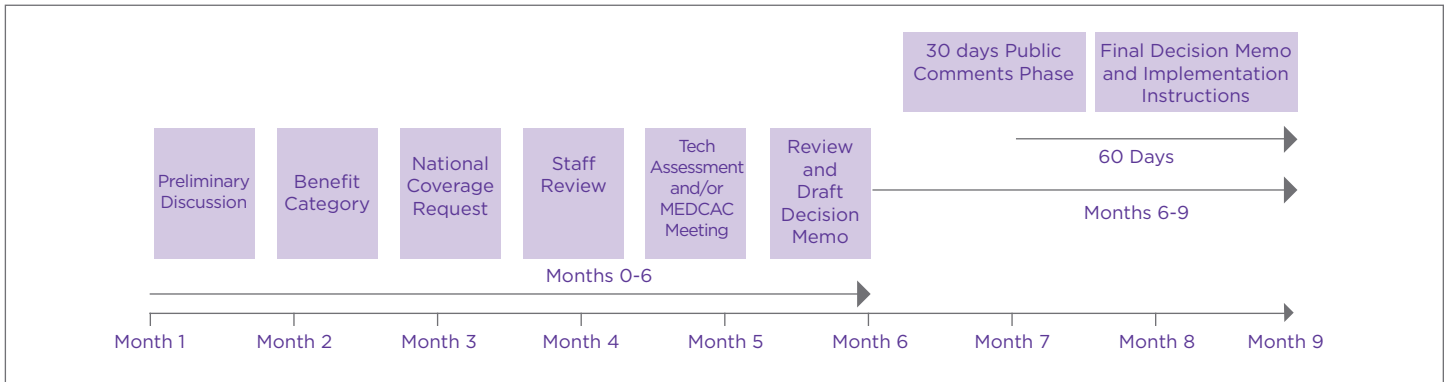 30 days Public
Comments Phase
Final Decision Memo
and Implementation
Instructions
60 Days
Months 6-9
Preliminary
Discussion
Benefit
Category
National
Coverage
Request
Staff
Review
Tech
Assessment
and/or
MEDCAC
Meeting
Review
and
Draft
Decision
Memo
Months 0-6
Month 1
Month 2
Month 3
Month 4
Month 5
Month 6
Month 7
Month 8
Month 9